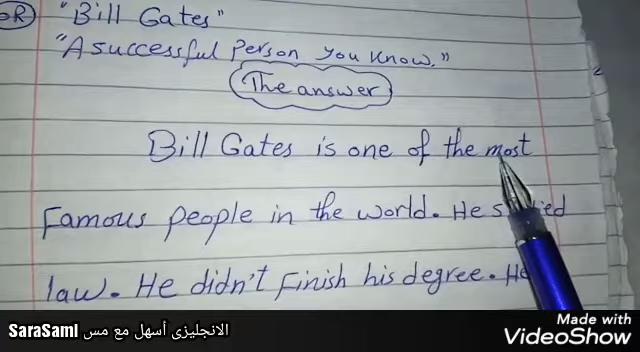 OR "Bill Gates"
"A successful person you know."
The answer
Bill Gates is one of the most
Famous people in the world. He
law. He didn't finish his degree. He
SaraSamI الانجليزى أسهل مع مس
Made with
VideoShow